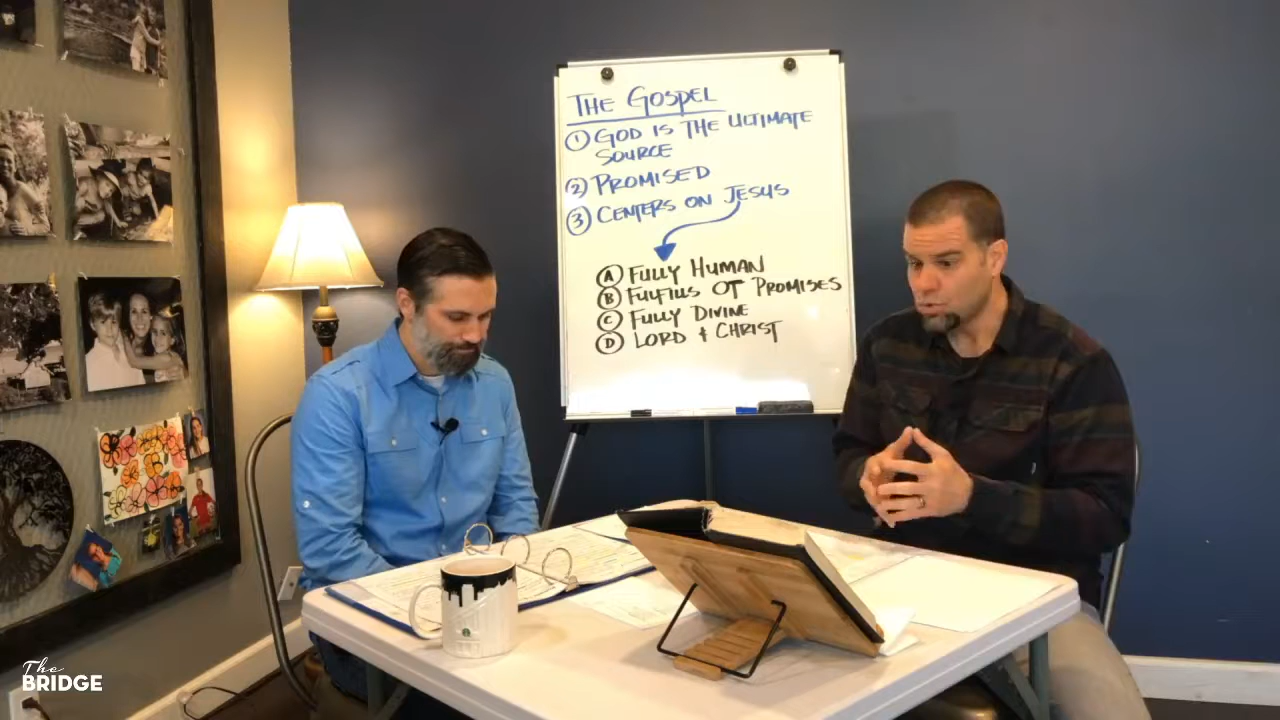 THE GOSPEL
① GOD IS THE ULTIMATE
SOURCE
② PROMISED
③ CENTERS ON JESUS
Ⓐ FULLY HUMAN
Ⓑ FULFILLS OT PROMISES
Ⓒ FULLY DIVINE
Ⓓ LORD & CHRIST
The
BRIDGE